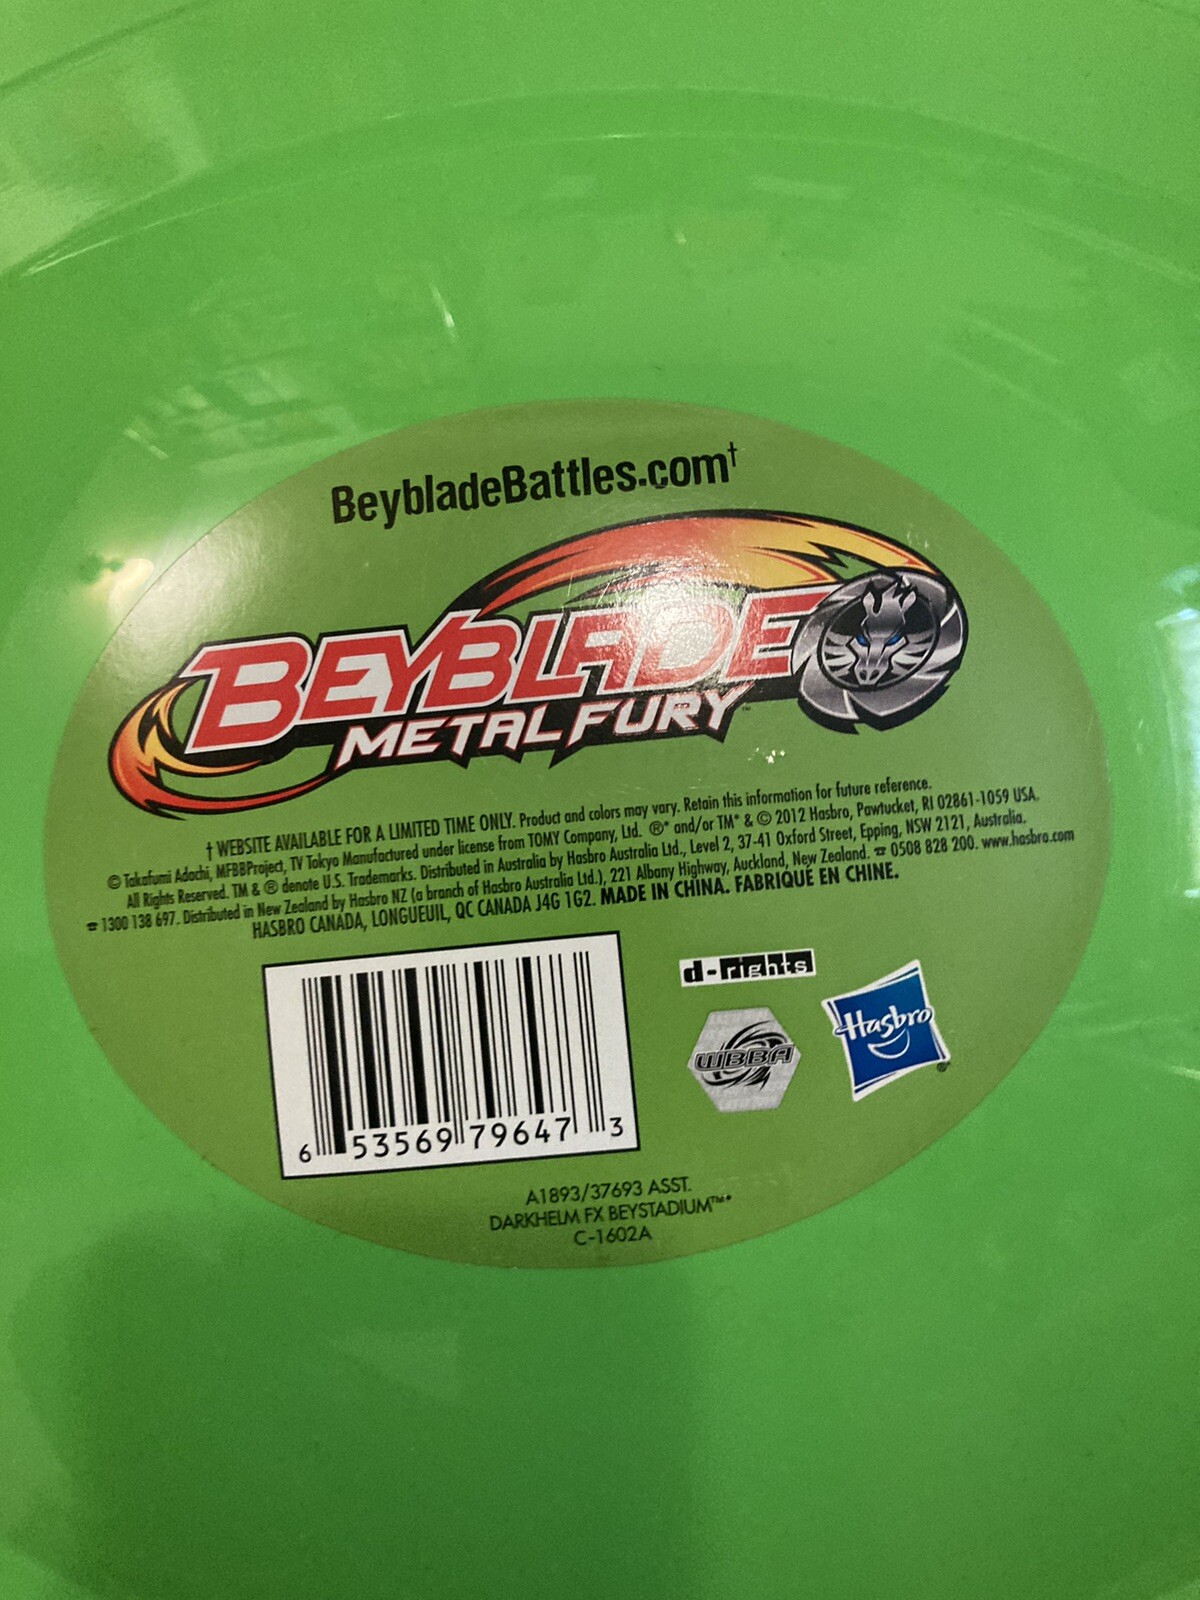 BeybladeBattles.com†
BEYBLADE
METAL FURY™
† WEBSITE AVAILABLE FOR A LIMITED TIME ONLY. Product and colors may vary. Retain this information for future reference.
© Takafumi Adachi, MFBBProject, TV Tokyo Manufactured under license from TOMY Company, Ltd. ®* and/or TM* & © 2012 Hasbro, Pawtucket, RI 02861-1059 USA.
All Rights Reserved. TM & ® denote U.S. Trademarks. Distributed in Australia by Hasbro Australia Ltd., Level 2, 37-41 Oxford Street, Epping, NSW 2121, Australia.
☎ 1300 138 697. Distributed in New Zealand by Hasbro NZ (a branch of Hasbro Australia Ltd.), 221 Albany Highway, Auckland, New Zealand. ☎ 0508 828 200. www.hasbro.com
HASBRO CANADA, LONGUEUIL, QC CANADA J4G 1G2. MADE IN CHINA. FABRIQUÉ EN CHINE.
d-rights
WBBA
Hasbro®
6 53569 79647 3
A1893/37693 ASST.
DARKHELM FX BEYSTADIUM™*
C-1602A